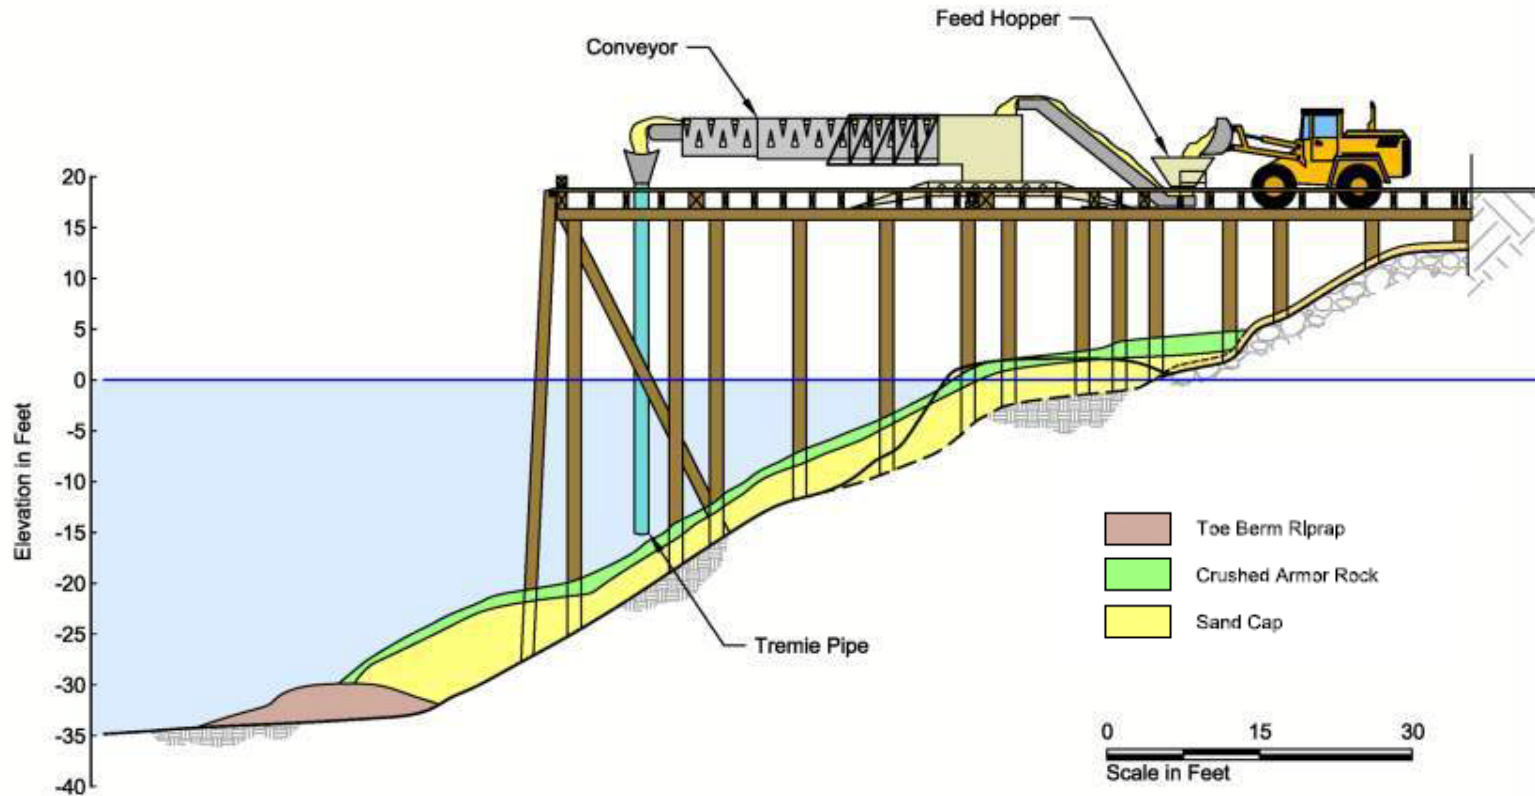 Feed Hopper
Conveyor
20
15
10
5
0
-5
-10
-15
-20
-25
-30
-35
-40
Elevation in Feet
Tremie Pipe
Toe Berm RIprap
Crushed Armor Rock
Sand Cap
0 15 30
Scale in Feet